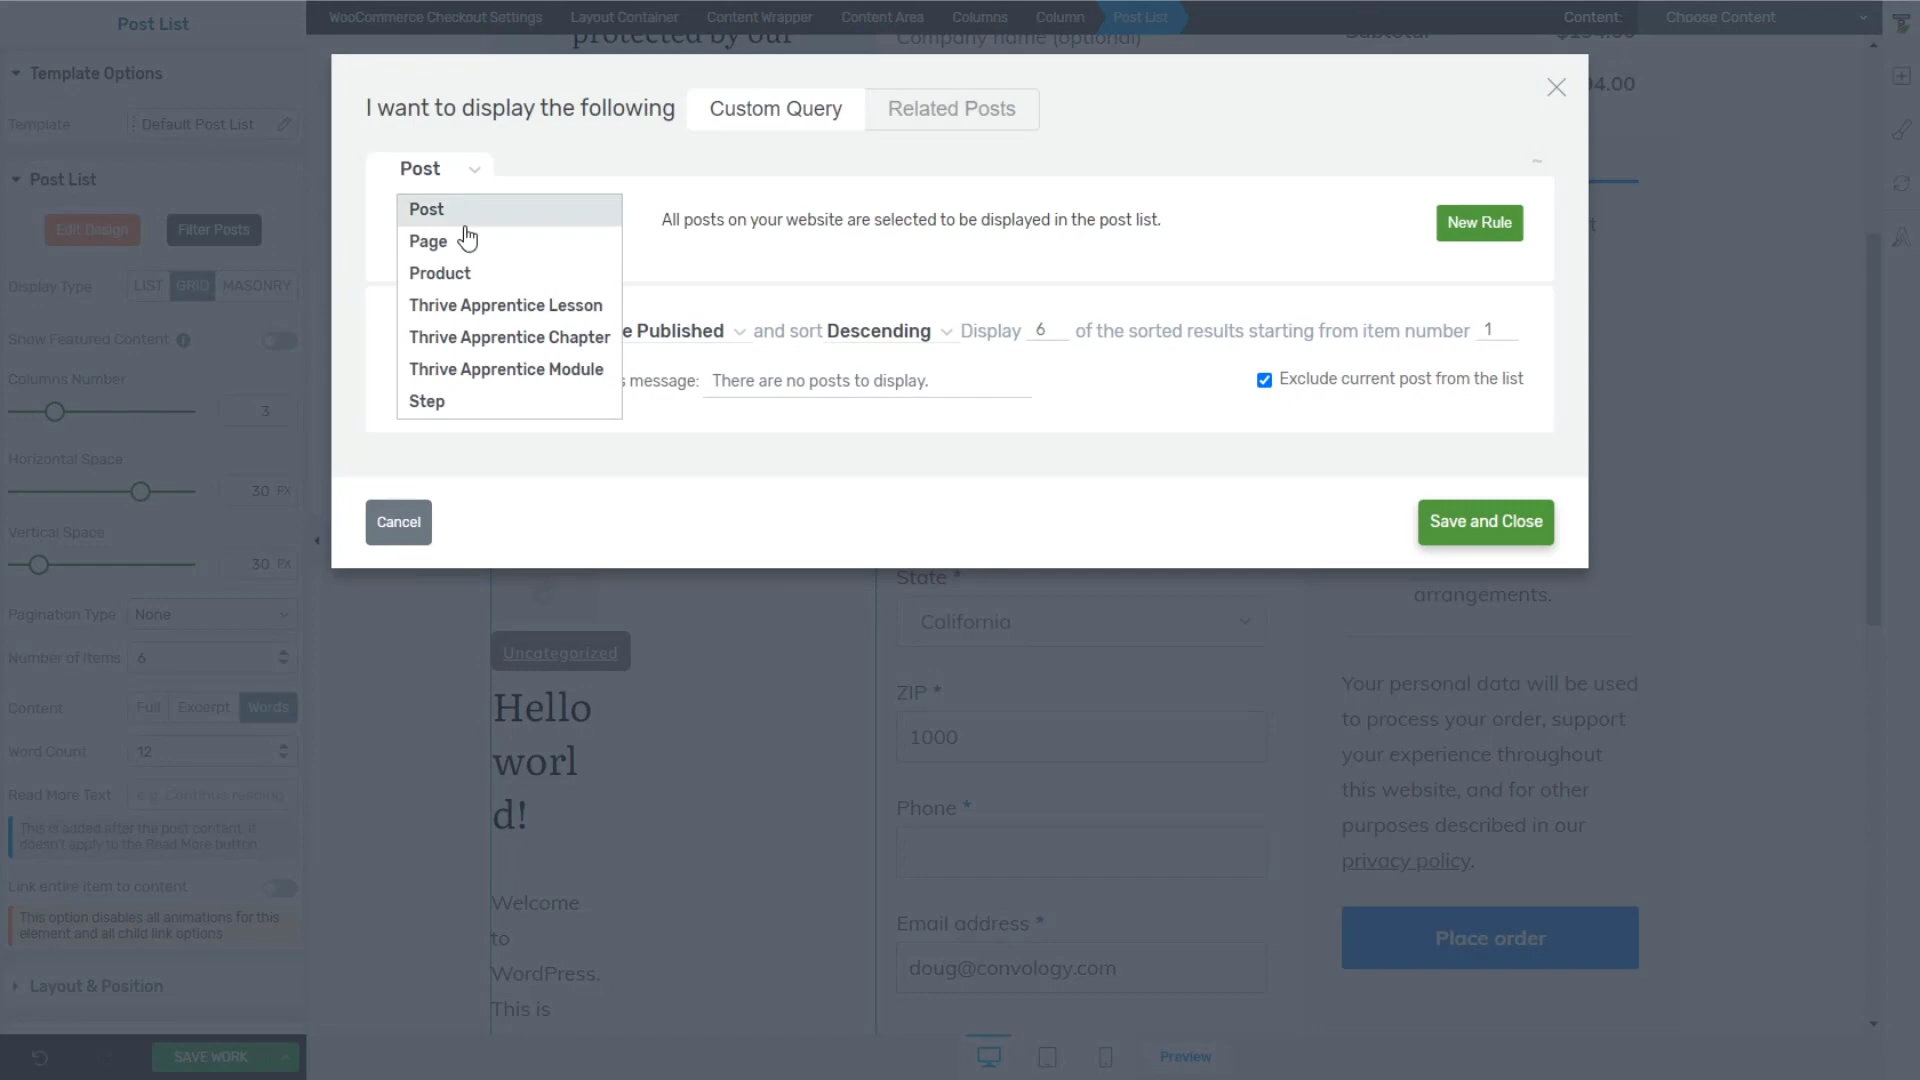 Post List
WooCommerce Checkout Settings
Layout Container
Content Wrapper
Content Area
Columns
Column
Post List
Content:
Choose Content
protected by our
Company name (optional)
Subtotal
Template Options
Template
Default Post List
Post List
Edit Design
Filter Posts
Display Type
LIST
GRID
MASONRY
Show Featured Content
Columns Number
3
Horizontal Space
30 PX
Vertical Space
30 PX
Pagination Type
None
Number of Items
6
Content
Full
Excerpt
Words
Word Count
12
Read More Text
e.g. Continue reading
This is added after the post content. It
doesn't apply to the Read More button
Link entire item to content
This option disables all animations for this
element and all child link options
Layout & Position
SAVE WORK
I want to display the following
Custom Query
Related Posts
Post
Post
Page
Product
Thrive Apprentice Lesson
Thrive Apprentice Chapter
Thrive Apprentice Module
Step
All posts on your website are selected to be displayed in the post list.
New Rule
e Published and sort Descending Display 6 of the sorted results starting from item number 1
s message: There are no posts to display.
Exclude current post from the list
Cancel
Save and Close
04.00
t
Uncategorized
Hello
worl
d!
Welcome
to
WordPress.
This is
State *
California
ZIP *
1000
Phone *
Email address *
doug@convology.com
arrangements.
Your personal data will be used
to process your order, support
your experience throughout
this website, and for other
purposes described in our
privacy policy.
Place order
Preview